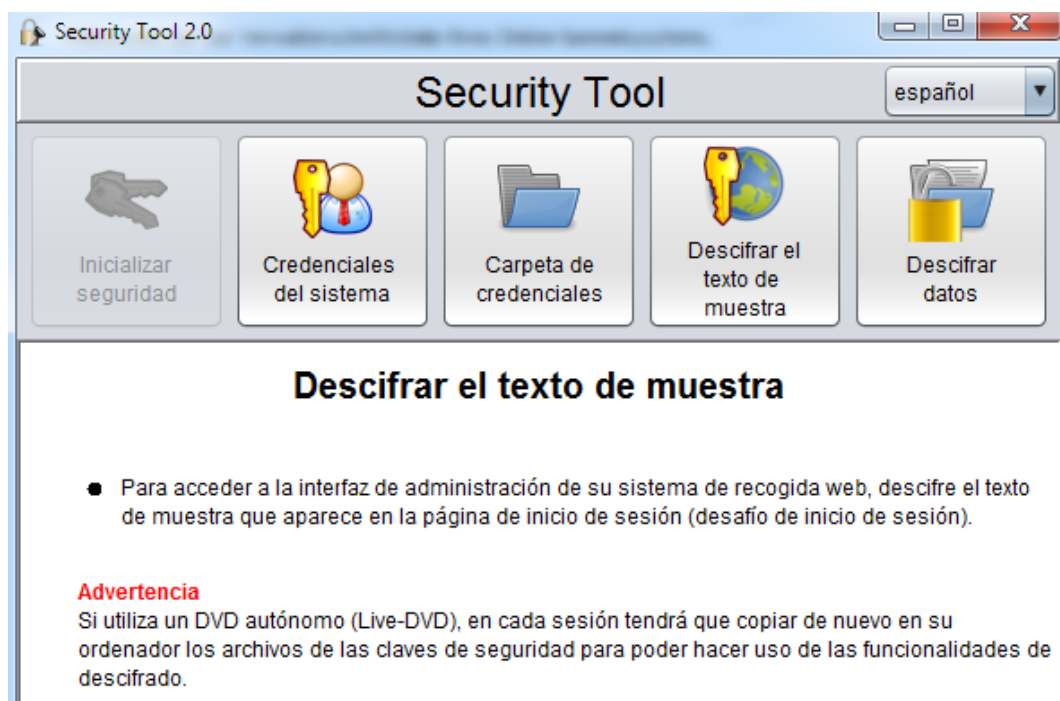 Security Tool 2.0
Security Tool
español
Inicializar
seguridad
Credenciales
del sistema
Carpeta de
credenciales
Descifrar el
texto de
muestra
Descifrar
datos
Descifrar el texto de muestra
Para acceder a la interfaz de administración de su sistema de recogida web, descifre el texto
de muestra que aparece en la página de inicio de sesión (desafío de inicio de sesión).
Advertencia
Si utiliza un DVD autónomo (Live-DVD), en cada sesión tendrá que copiar de nuevo en su
ordenador los archivos de las claves de seguridad para poder hacer uso de las funcionalidades de
descifrado.